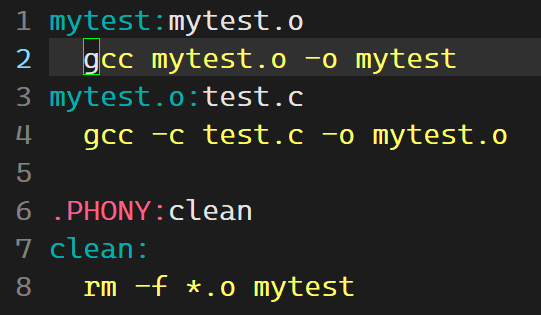 1 mytest:mytest.o
2   gcc mytest.o -o mytest
3 mytest.o:test.c
4   gcc -c test.c -o mytest.o
5
6 .PHONY:clean
7 clean:
8   rm -f *.o mytest